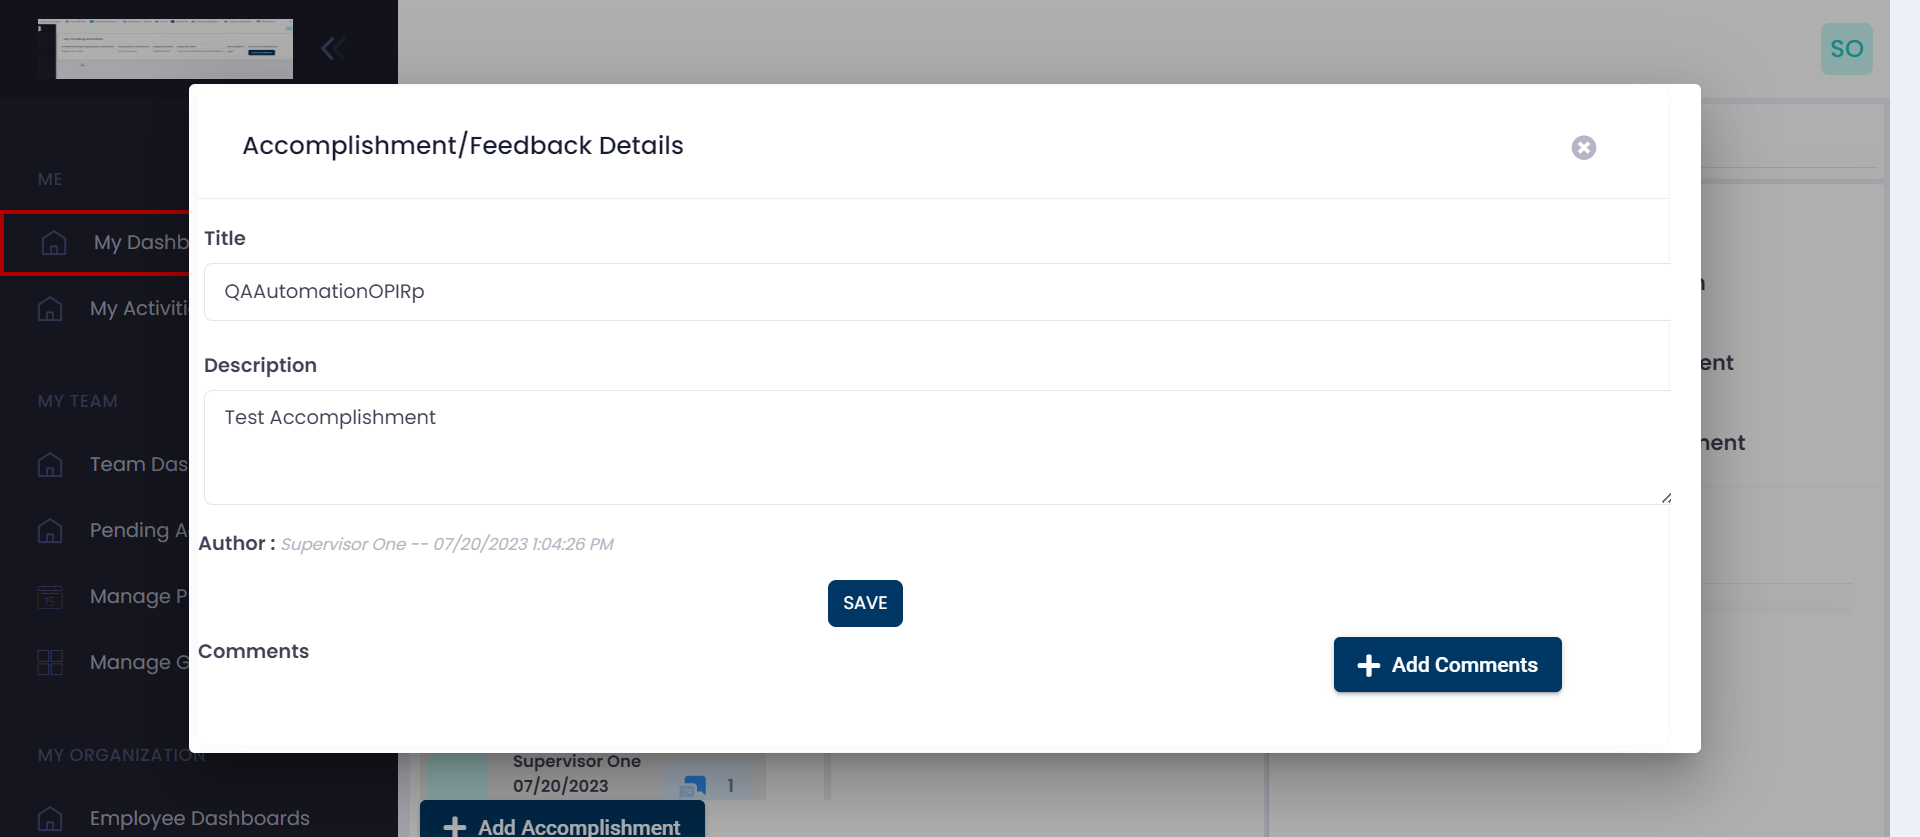 SO
Accomplishment/Feedback Details
ME
My Dashb
My Activiti
MY TEAM
Team Das
Pending A
Manage P
15
Manage G
MY ORGANIZATION
Employee Dashboards
Title
QAAutomationOPIRp
Description
Test Accomplishment
Author : Supervisor One -- 07/20/2023 1:04:26 PM
SAVE
Comments
Add Comments
ent
nent
Supervisor One
07/20/2023
1
Add Accomplishment